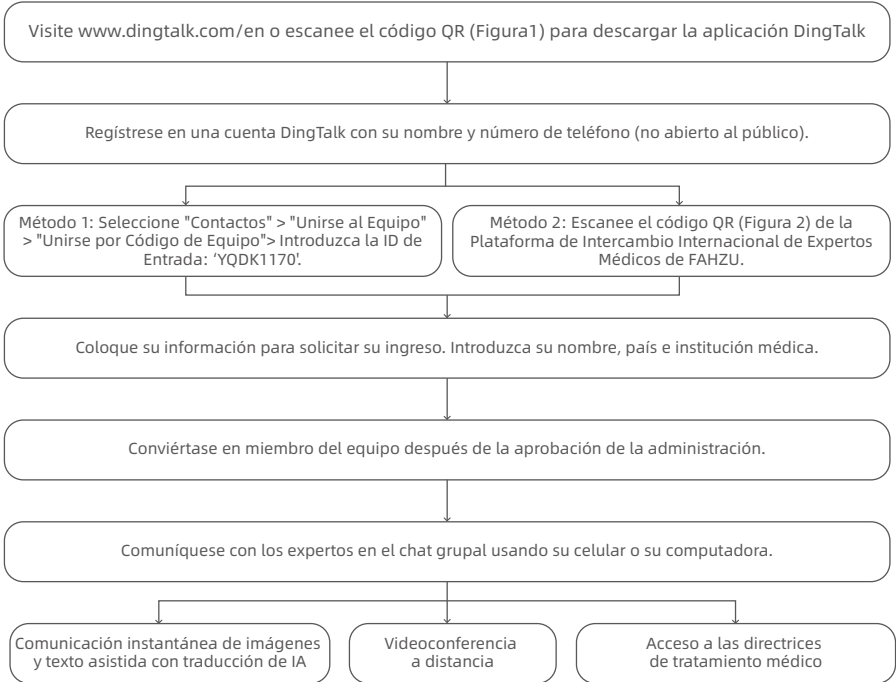 Visite www.dingtalk.com/en o escanee el código QR (Figura1) para descargar la aplicación DingTalk
Regístrese en una cuenta DingTalk con su nombre y número de teléfono (no abierto al público).
Método 1: Seleccione "Contactos" > "Unirse al Equipo"
> "Unirse por Código de Equipo"> Introduzca la ID de
Entrada: ‘YQDK1170'.
Método 2: Escanee el código QR (Figura 2) de la
Plataforma de Intercambio Internacional de Expertos
Médicos de FAHZU.
Coloque su información para solicitar su ingreso. Introduzca su nombre, país e institución médica.
Conviértase en miembro del equipo después de la aprobación de la administración.
Comuníquese con los expertos en el chat grupal usando su celular o su computadora.
Comunicación instantánea de imágenes
y texto asistida con traducción de IA
Videoconferencia
a distancia
Acceso a las directrices
de tratamiento médico